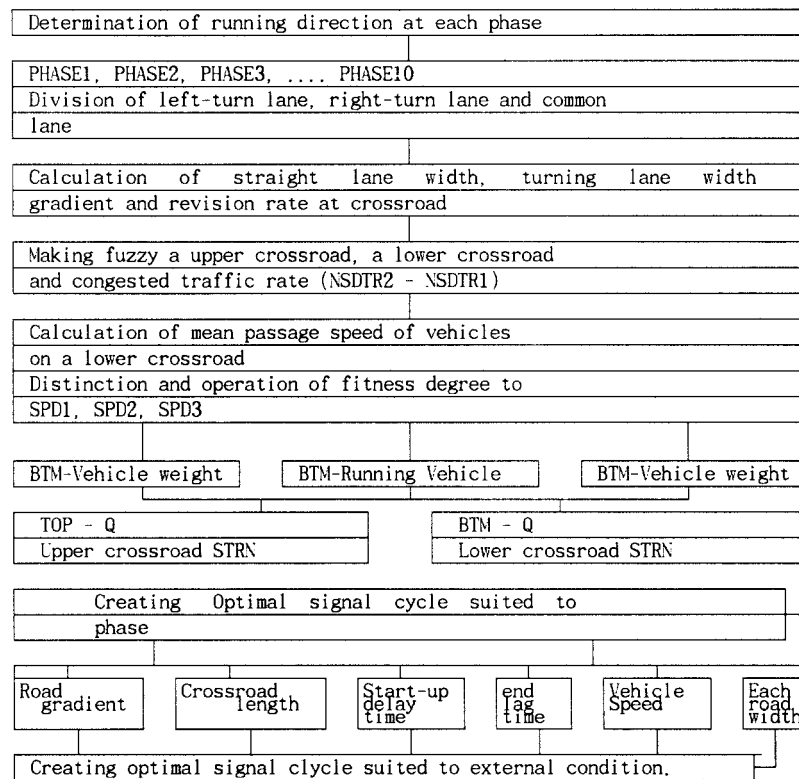 Determination of running direction at each phase
PHASE1, PHASE2, PHASE3, .... PHASE10
Division of left-turn lane, right-turn lane and common
lane
Calculation of straight lane width, turning lane width
gradient and revision rate at crossroad
Making fuzzy a upper crossroad, a lower crossroad
and congested traffic rate (NSDTR2 - NSDTR1)
Calculation of mean passage speed of vehicles
on a lower crossroad
Distinction and operation of fitness degree to
SPD1, SPD2, SPD3
BTM-Vehicle weight
BTM-Running Vehicle
BTM-Vehicle weight
TOP - Q
Upper crossroad STRN
BTM - Q
Lower crossroad STRN
Creating Optimal signal cycle suited to
phase
Road
gradient
Crossroad
length
Start-up
delay
time
end
lag
time
Vehicle
Speed
Each
road
width
Creating optimal signal clycle suited to external condition.